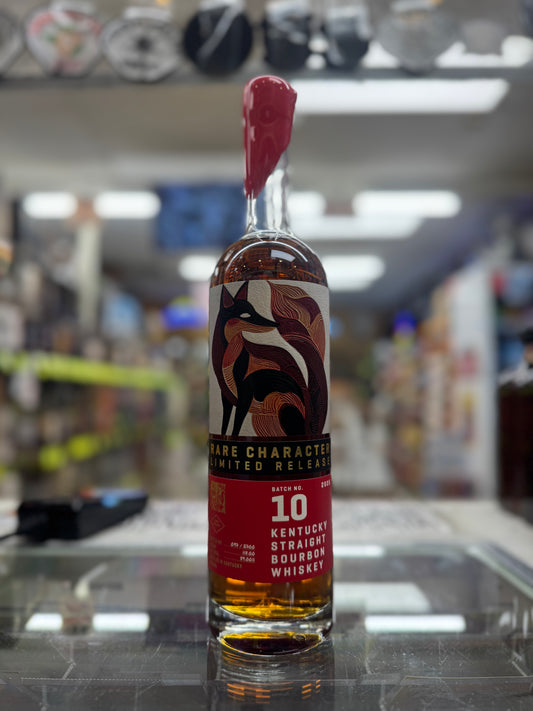 RARE CHARACTER
LIMITED RELEASE
BATCH NO.
10
KENTUCKY
STRAIGHT
BOURBON
WHISKEY